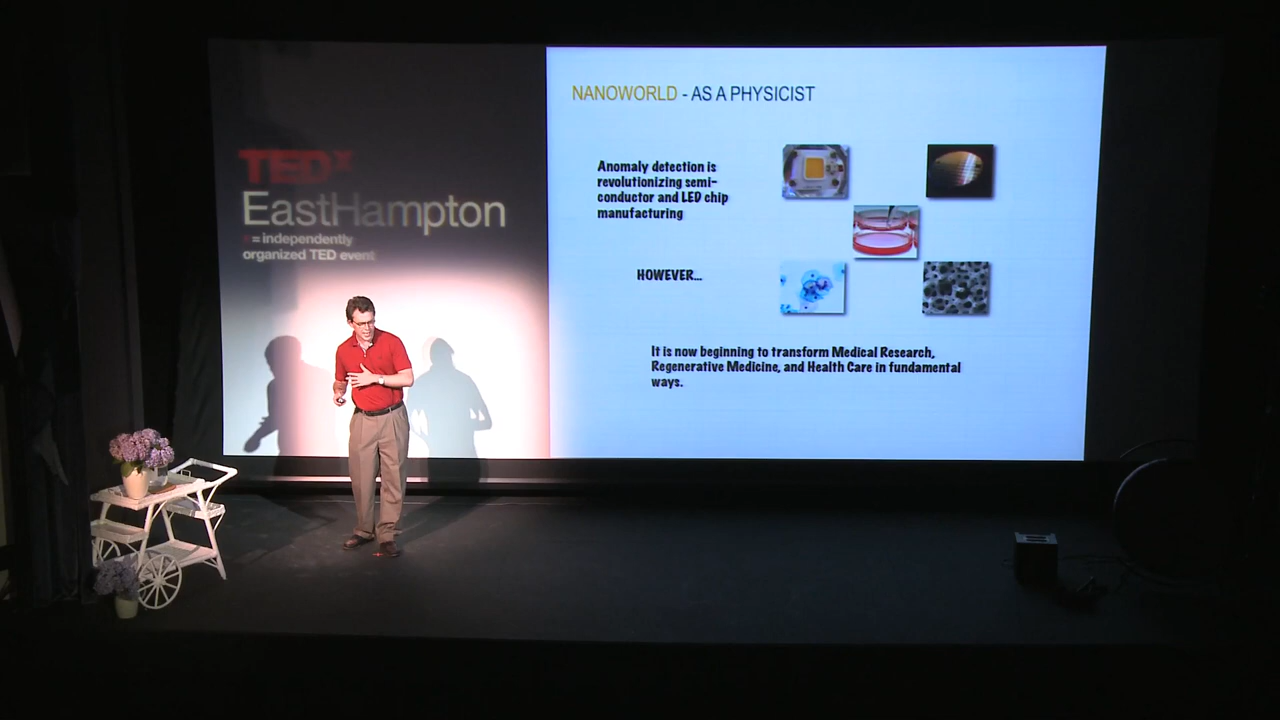 TEDx
EastHampton
x = independently
organized TED event
NANOWORLD - AS A PHYSICIST
Anomaly detection is
revolutionizing semi-
conductor and LED chip
manufacturing
HOWEVER...
It is now beginning to transform Medical Research,
Regenerative Medicine, and Health Care in fundamental
ways.